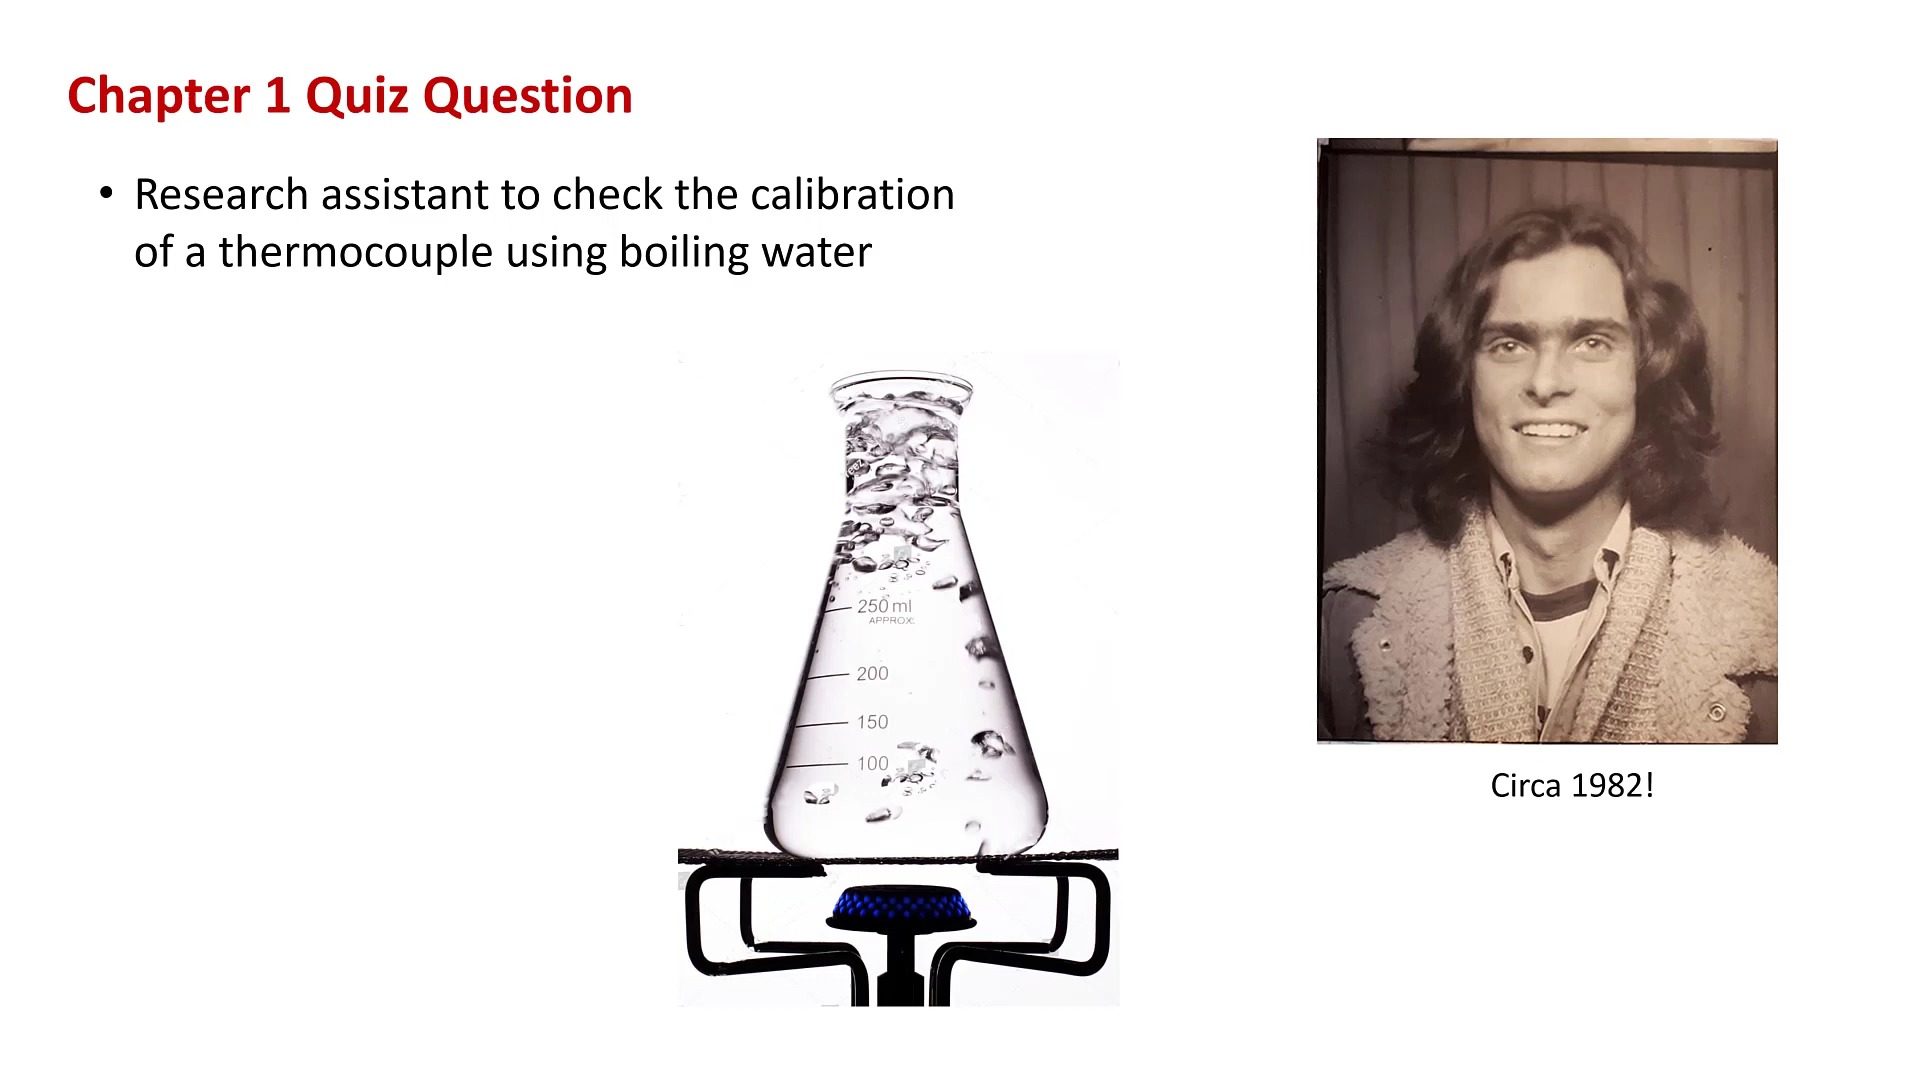 Chapter 1 Quiz Question
• Research assistant to check the calibration
of a thermocouple using boiling water
250 ml
APPROX.
200
150
100
Circa 1982!